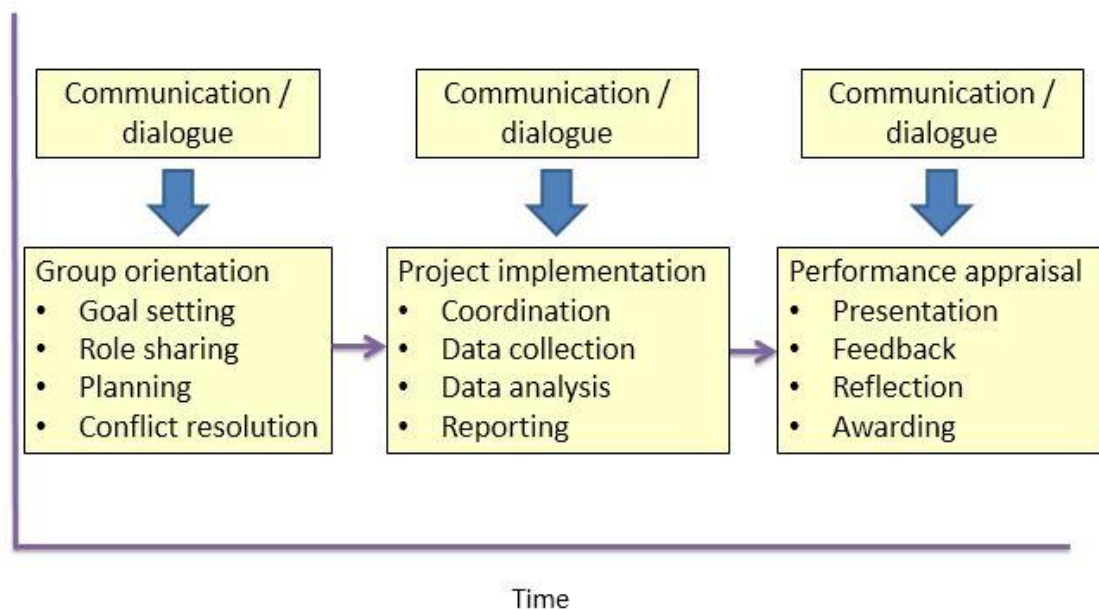 Communication /
dialogue
Communication /
dialogue
Communication /
dialogue
Group orientation
• Goal setting
• Role sharing
• Planning
• Conflict resolution
Project implementation
• Coordination
• Data collection
• Data analysis
• Reporting
Performance appraisal
• Presentation
• Feedback
• Reflection
• Awarding
Time